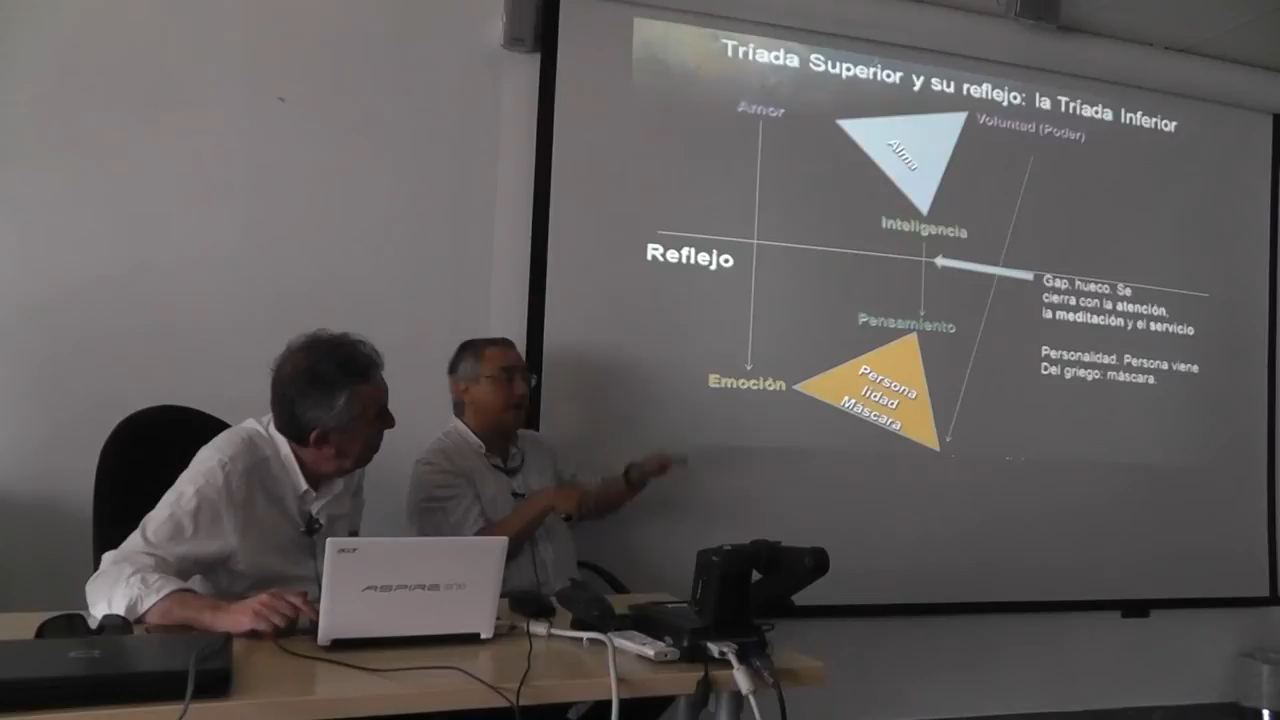 Tríada Superior y su reflejo: la Tríada Inferior
Amor
Alma
Voluntad (Poder)
Inteligencia
Reflejo
Gap, hueco. Se
cierra con la atención,
la meditación y el servicio
Pensamiento
Personalidad. Persona viene
Del griego: máscara.
Emoción
Persona
lidad
Máscara
acer
ASPIRE one